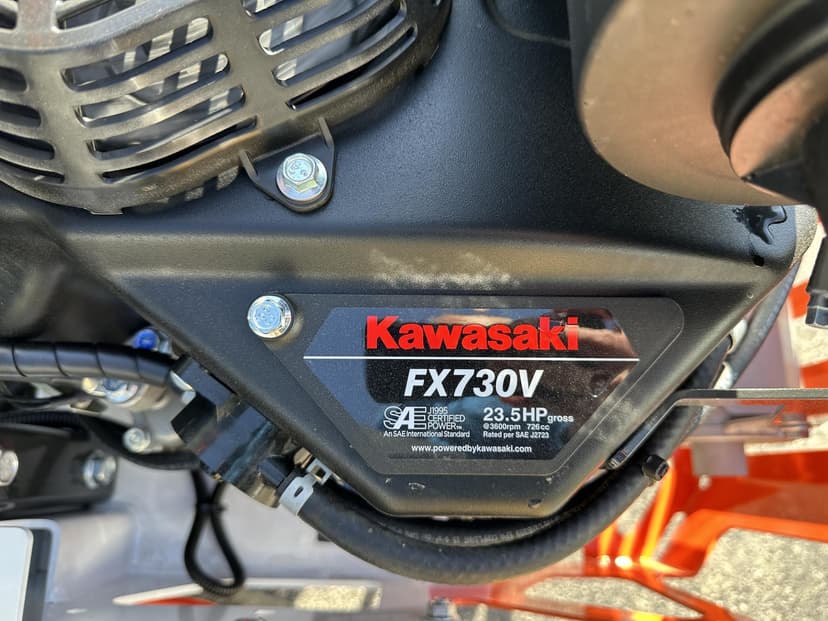 Kawasaki
FX730V
SAE J1995 CERTIFIED POWER™
An SAE International Standard
23.5HP gross
@3600rpm 726cc
Rated per SAE J2723
www.poweredbykawasaki.com